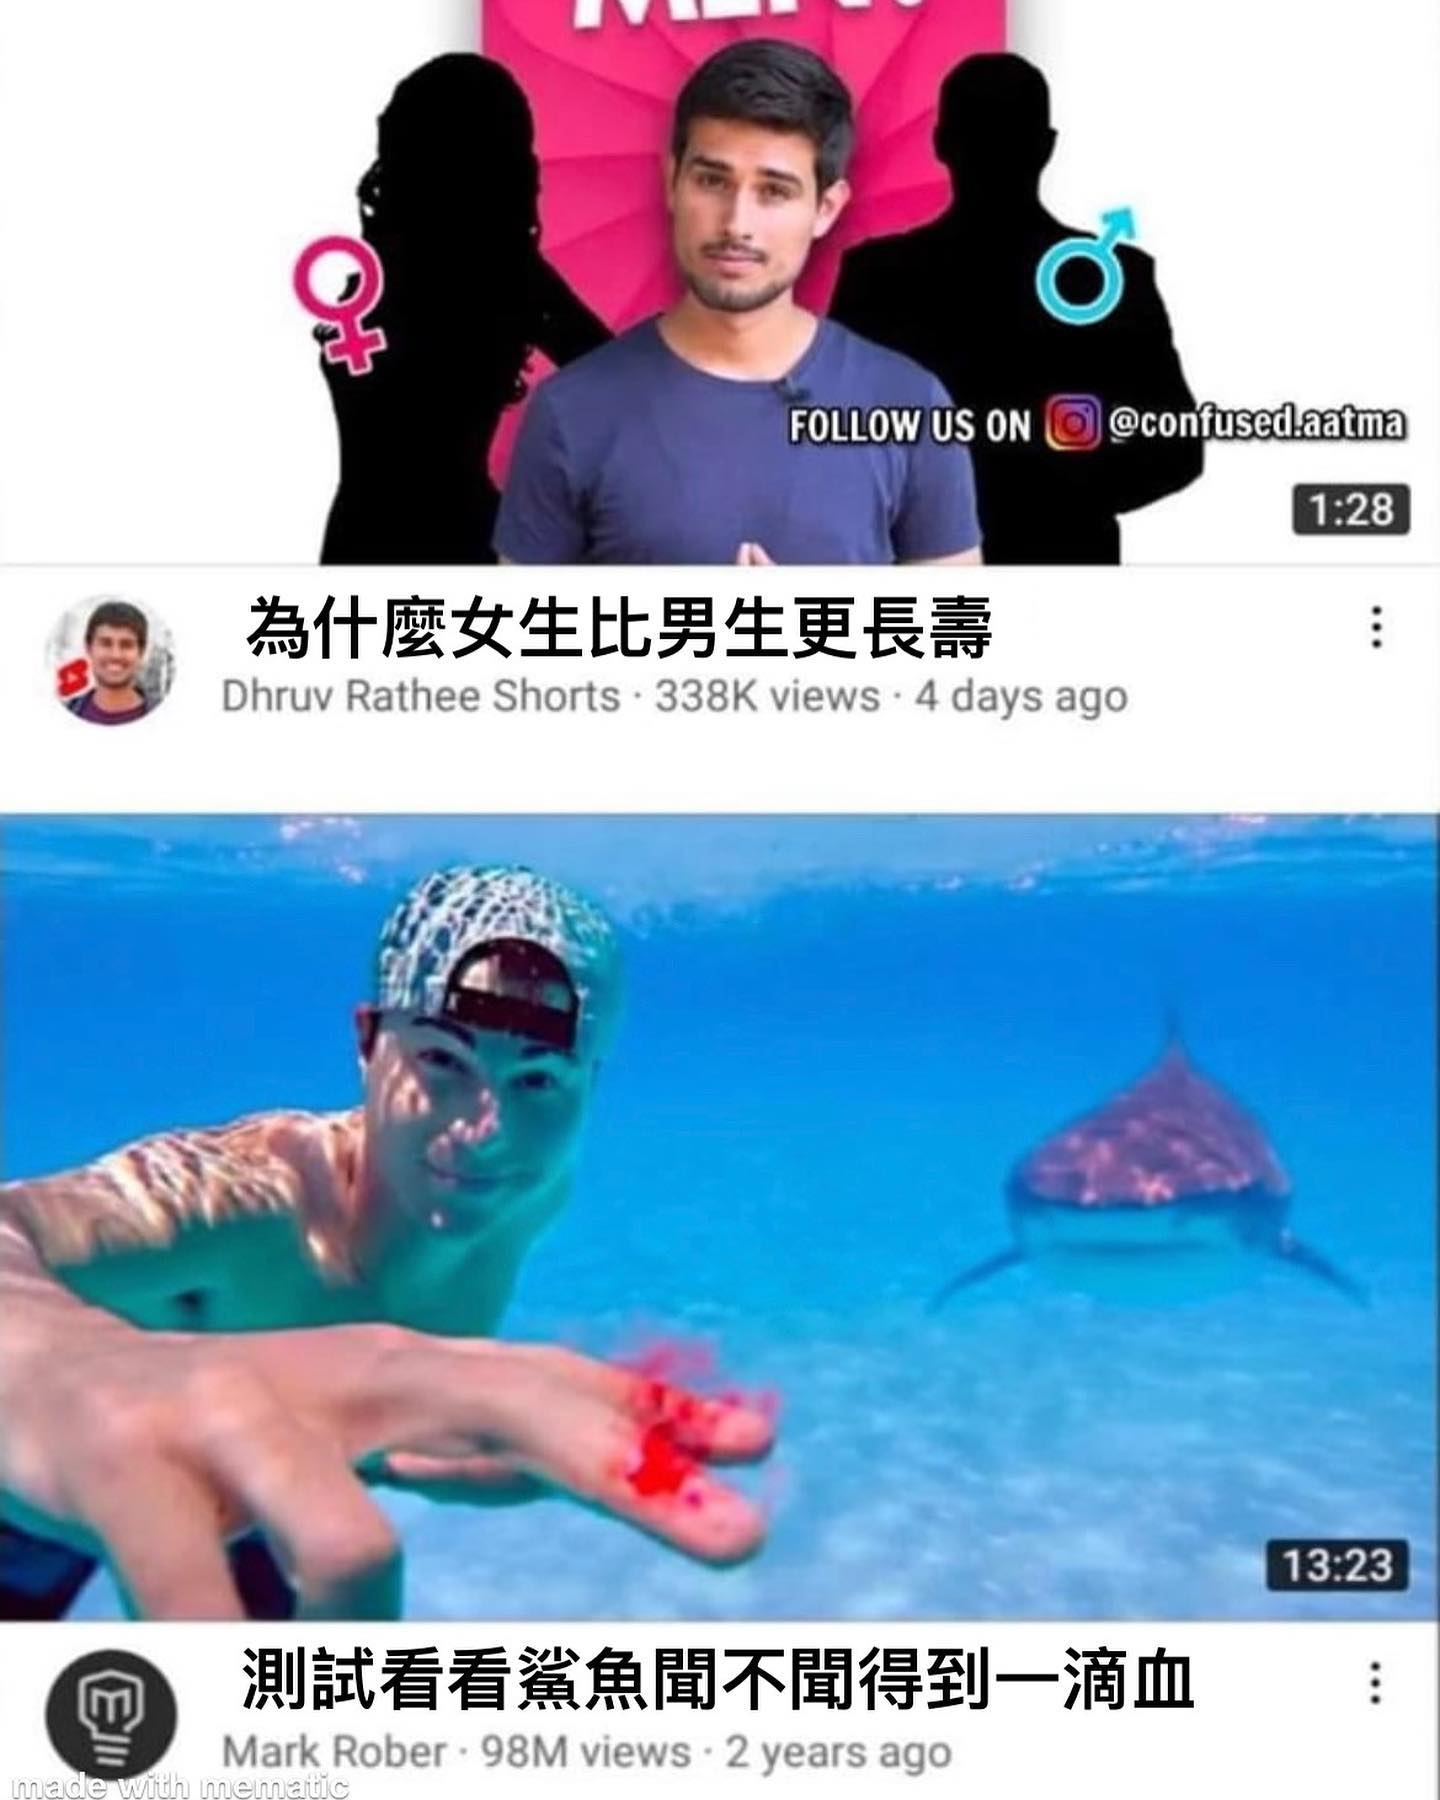 FOLLOW US ON @confused.aatma
1:28
為什麼女生比男生更長壽
Dhruv Rathee Shorts · 338K views · 4 days ago
13:23
測試看看鯊魚聞不聞得到一滴血
Mark Rober · 98M views · 2 years ago
made with mematic